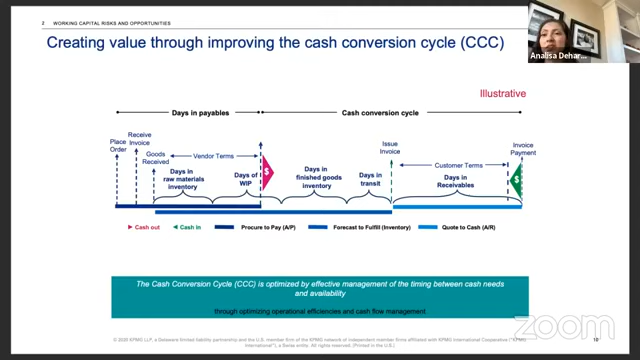 2 WORKING CAPITAL RISKS AND OPPORTUNITIES
Creating value through improving the cash conversion cycle (CCC)
Analisa Dehar...
Illustrative
Days in payables
Cash conversion cycle
Place
Order
Receive
Invoice
Goods
Received
Vendor Terms
Issue
Invoice
Customer Terms
Invoice
Payment
Days in
raw materials
inventory
Days of
WIP
$
Days in
finished goods
inventory
Days in
transit
Days in
Receivables
$
Cash out
Cash in
Procure to Pay (A/P)
Forecast to Fulfill (Inventory)
Quote to Cash (A/R)
The Cash Conversion Cycle (CCC) is optimized by effective management of the timing between cash needs
and availability
through optimizing operational efficiencies and cash flow management
zoom
© 2020 KPMG LLP, a Delaware limited liability partnership and the U.S. member firm of the KPMG network of independent member firms affiliated with KPMG International Cooperative ("KPMG
International"), a Swiss entity. All rights reserved. [Printed in the U.S.]